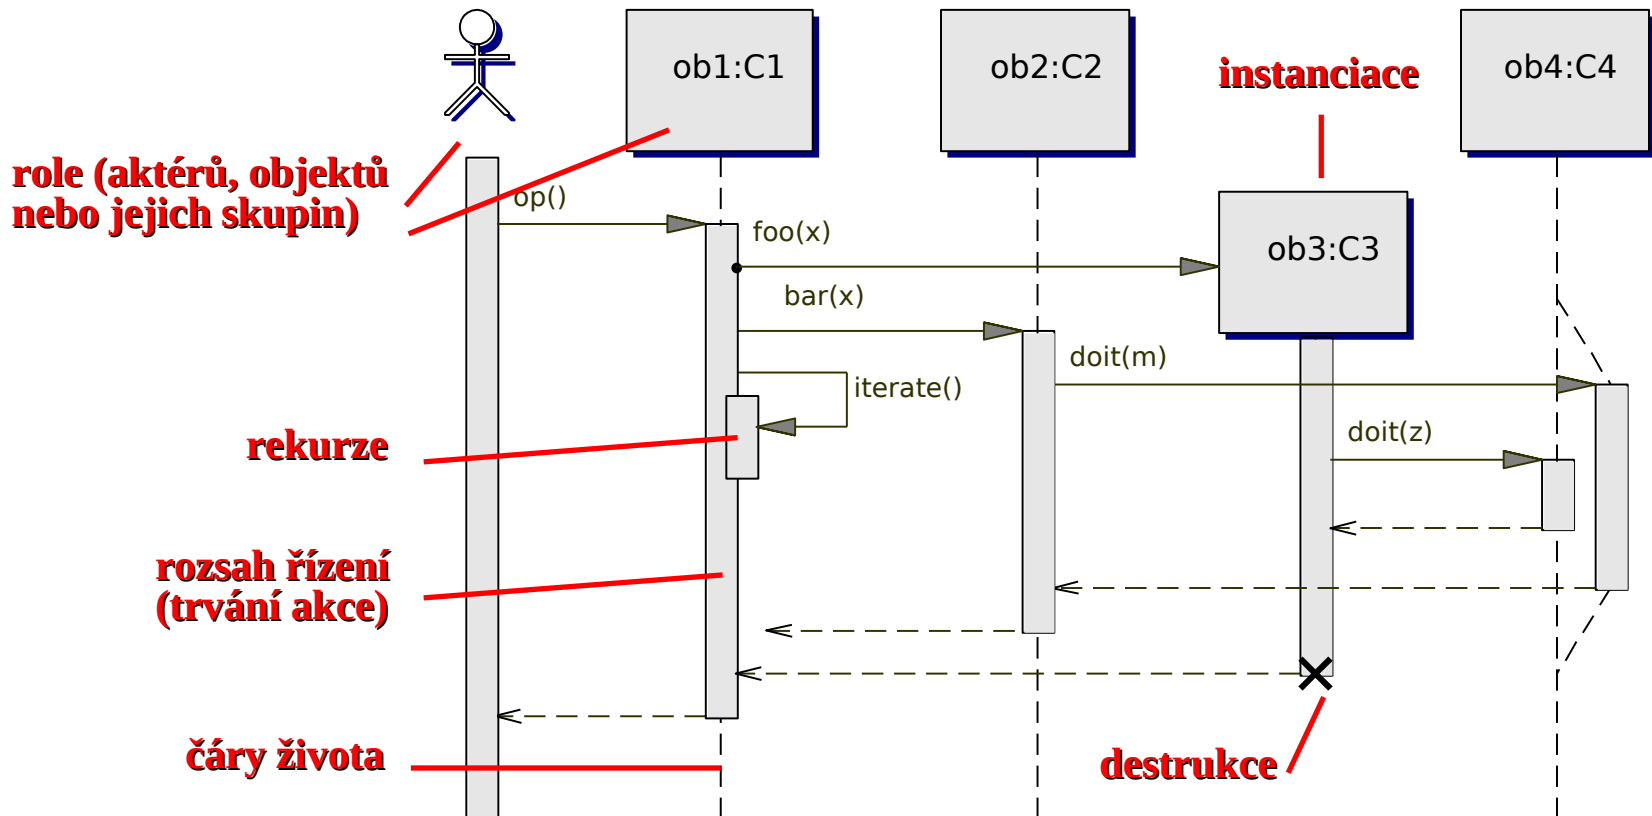 ob1:C1
ob2:C2
instanciace
ob4:C4
role (aktérů, objektů
nebo jejich skupin)
op()
foo(x)
ob3:C3
bar(x)
doit(m)
iterate()
doit(z)
rekurze
rozsah řízení
(trvání akce)
čáry života
destrukce